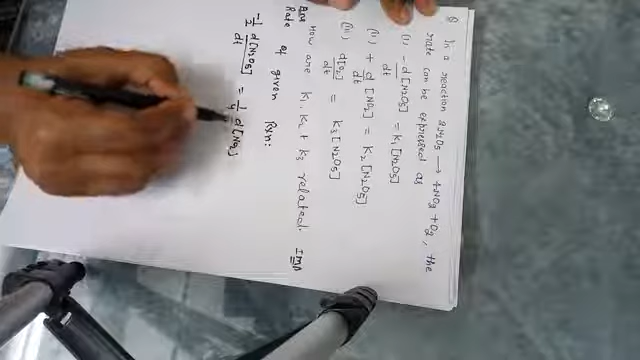 Q In a reaction 2N2O5 → 4NO2 + O2, the
rate can be expressed as
(i) - d[N2O5]/dt = K1[N2O5]
(ii) + d/dt [NO2] = K2[N2O5]
(iii) d[O2]/dt = K3[N2O5]
How are K1, K2 + K3 related. Imp
Ans
Rate of given Rxn:
-1/2 d[N2O5]/dt = 1/4 d[NO2]